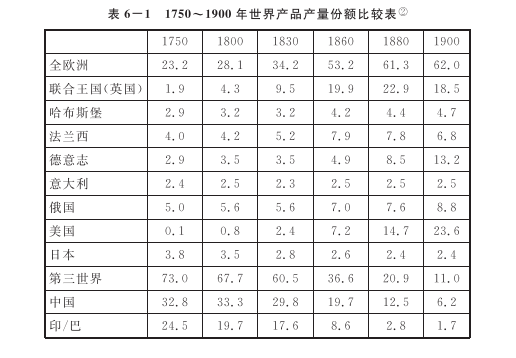 表 6-1 1750~1900 年世界产品产量份额比较表②
1750 1800 1830 1860 1880 1900
全欧洲 23.2 28.1 34.2 53.2 61.3 62.0
联合王国(英国) 1.9 4.3 9.5 19.9 22.9 18.5
哈布斯堡 2.9 3.2 3.2 4.2 4.4 4.7
法兰西 4.0 4.2 5.2 7.9 7.8 6.8
德意志 2.9 3.5 3.5 4.9 8.5 13.2
意大利 2.4 2.5 2.3 2.5 2.5 2.5
俄国 5.0 5.6 5.6 7.0 7.6 8.8
美国 0.1 0.8 2.4 7.2 14.7 23.6
日本 3.8 3.5 2.8 2.6 2.4 2.4
第三世界 73.0 67.7 60.5 36.6 20.9 11.0
中国 32.8 33.3 29.8 19.7 12.5 6.2
印/巴 24.5 19.7 17.6 8.6 2.8 1.7